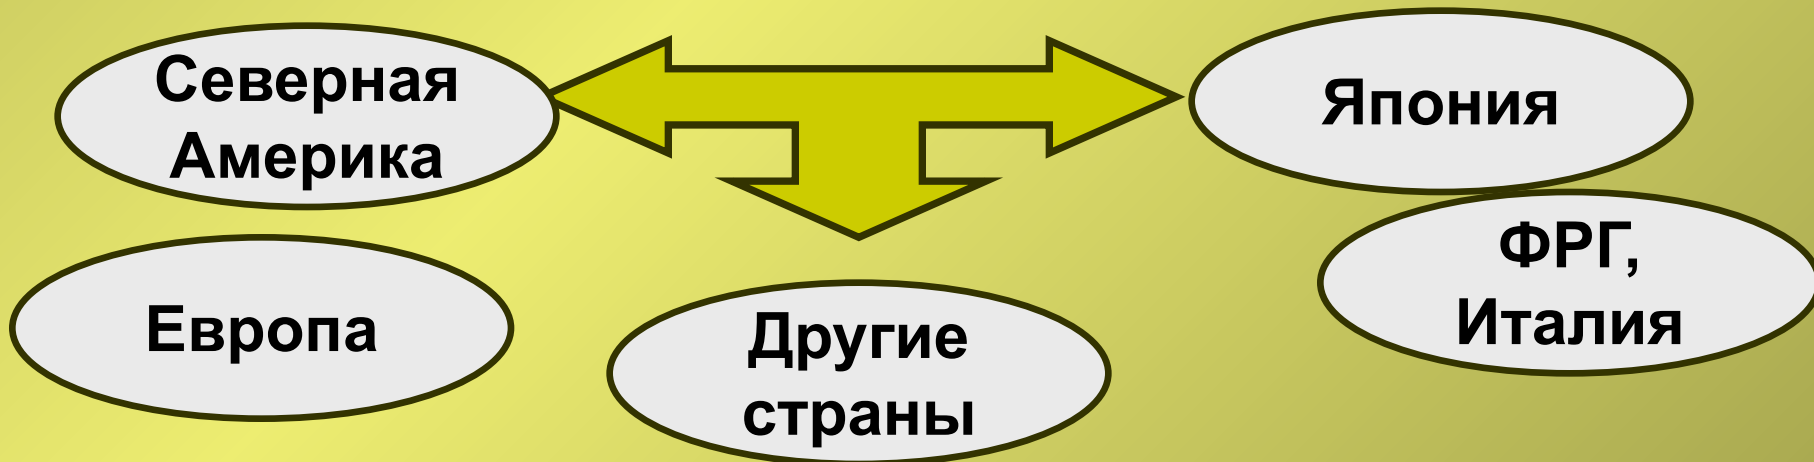 Северная
Америка
Япония
ФРГ,
Италия
Европа
Другие
страны